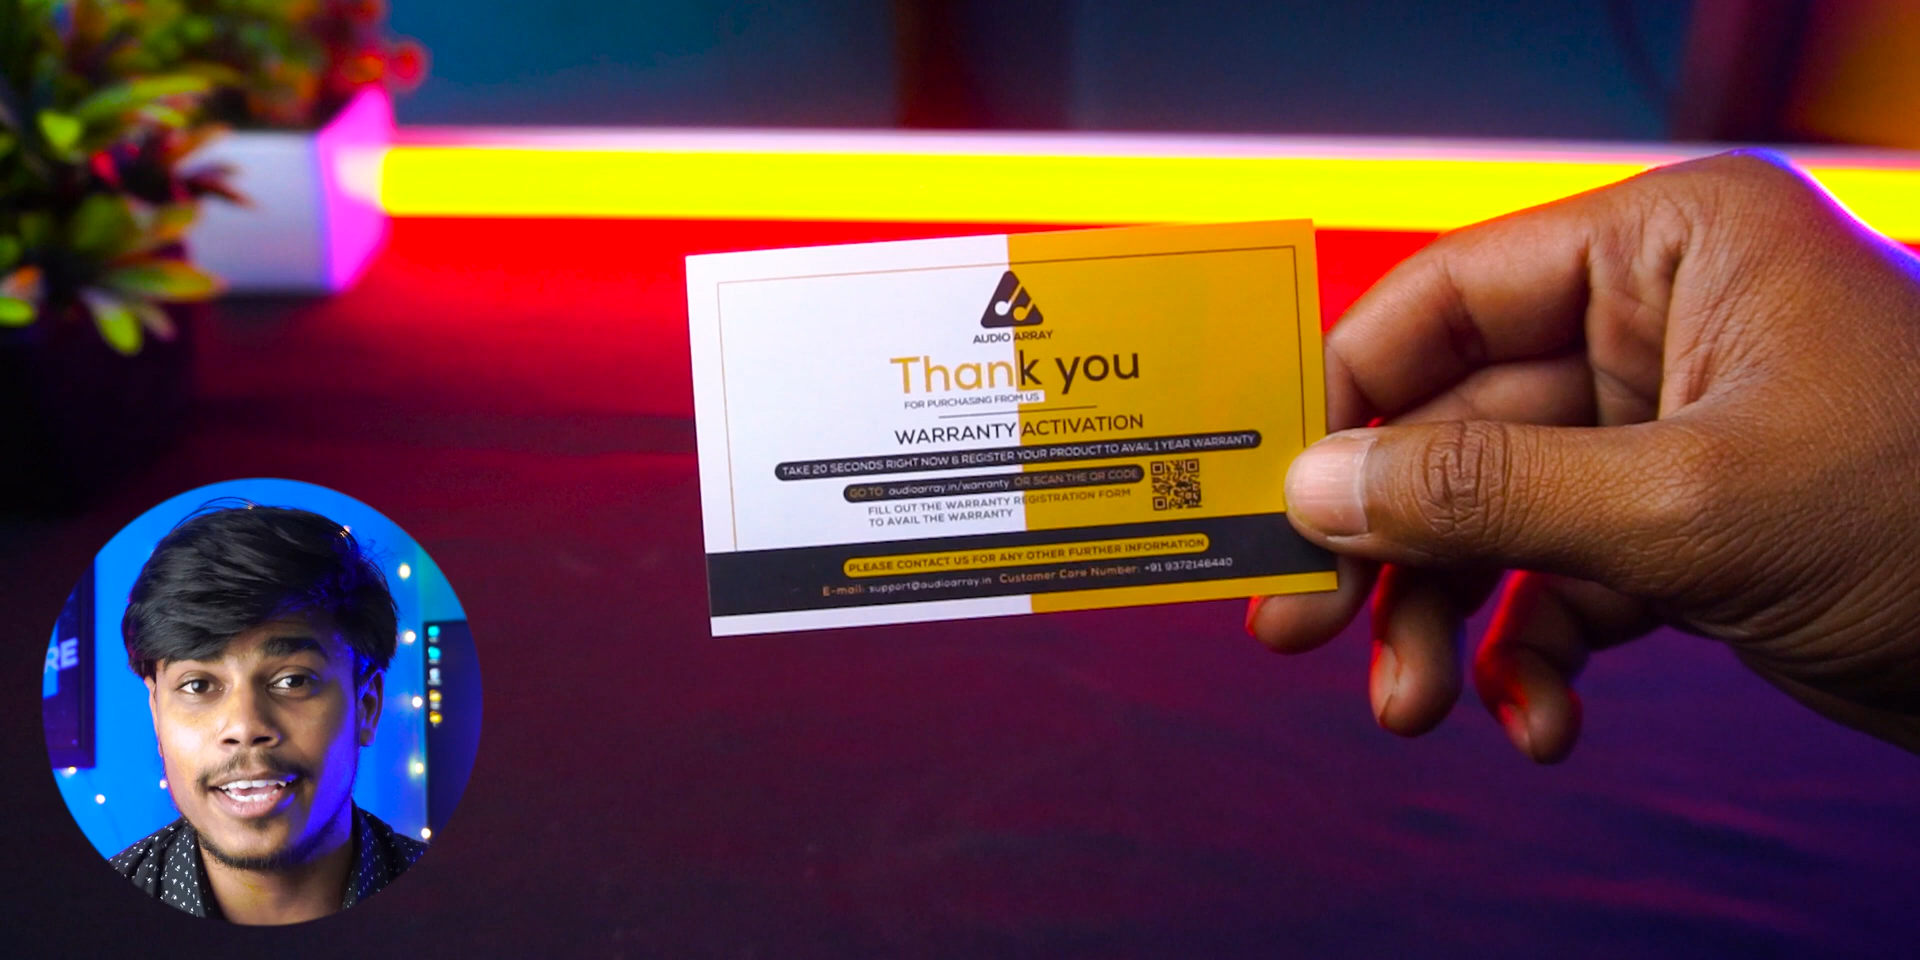 AUDIO ARRAY
Thank you
FOR PURCHASING FROM US
WARRANTY ACTIVATION
TAKE 20 SECONDS RIGHT NOW & REGISTER YOUR PRODUCT TO AVAIL 1 YEAR WARRANTY
GO TO audioarray.in/warranty OR SCAN THE QR CODE
FILL OUT THE WARRANTY REGISTRATION FORM
TO AVAIL THE WARRANTY
PLEASE CONTACT US FOR ANY OTHER FURTHER INFORMATION
E-mail: support@audioarray.in Customer Care Number: +91 9372146440
RE